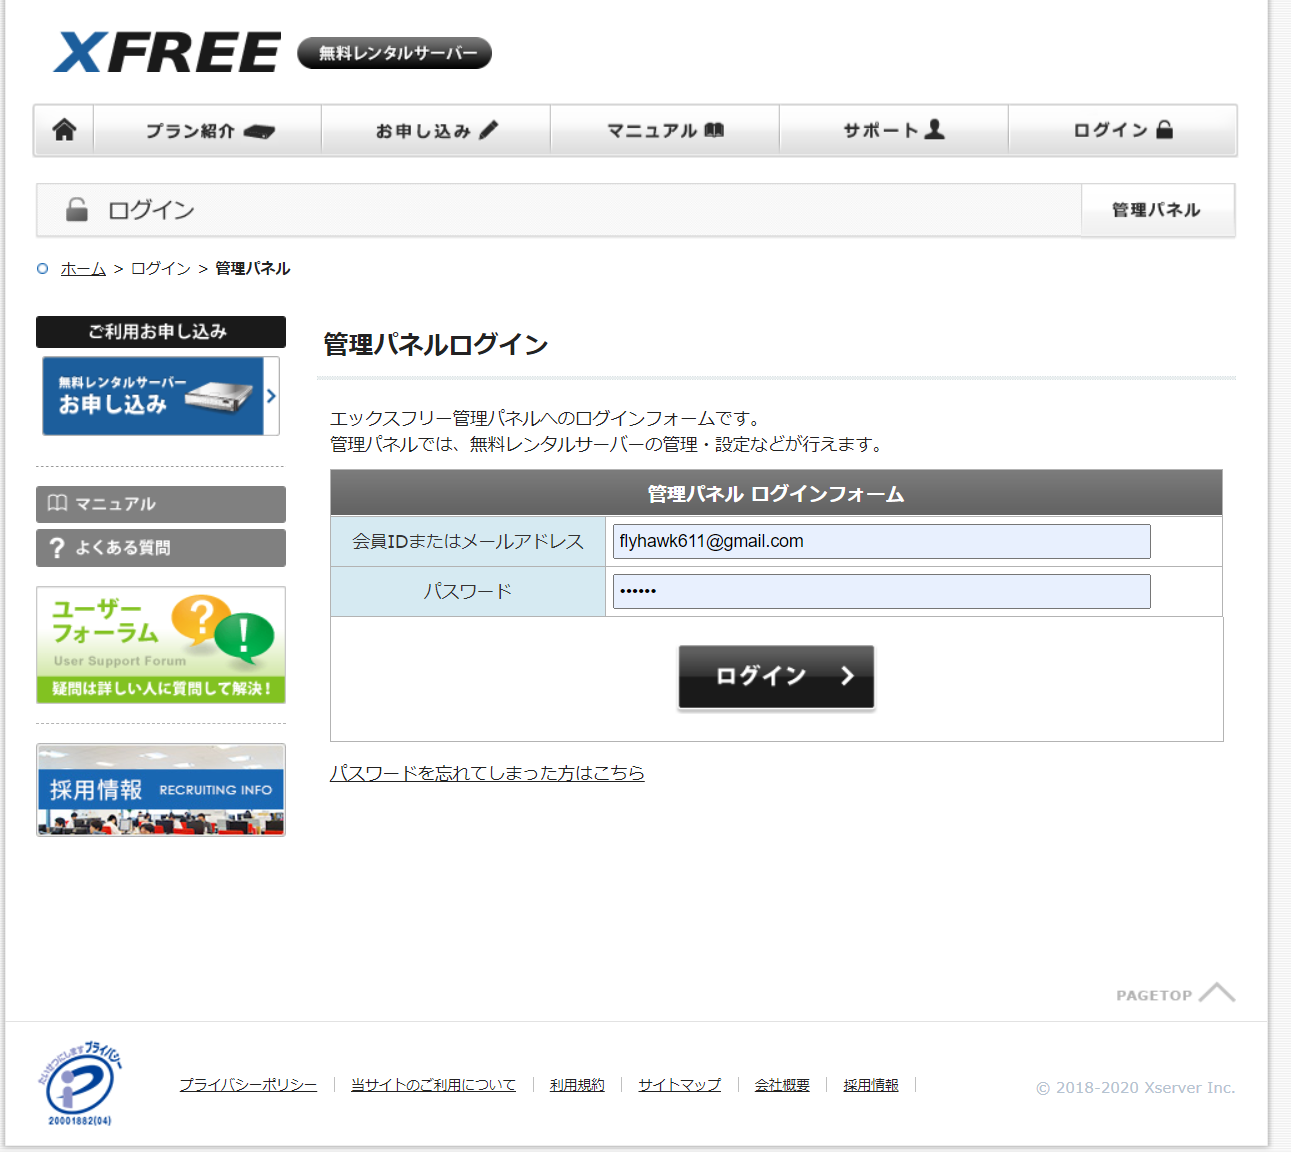 XFREE 無料レンタルサーバー
プラン紹介 お申し込み マニュアル サポート ログイン
ログイン 管理パネル
ホーム > ログイン > 管理パネル
ご利用お申し込み
無料レンタルサーバー
お申し込み
マニュアル
? よくある質問
ユーザー
フォーラム
? !
User Support Forum
疑問は詳しい人に質問して解決!
採用情報 RECRUITING INFO
管理パネルログイン
エックスフリー管理パネルへのログインフォームです。
管理パネルでは、無料レンタルサーバーの管理・設定などが行えます。
管理パネル ログインフォーム
会員IDまたはメールアドレス flyhawk611@gmail.com
パスワード ••••••
ログイン
パスワードを忘れてしまった方はこちら
PAGETOP
たいせつにしますプライバシー
20001882(04)
プライバシーポリシー 当サイトのご利用について 利用規約 サイトマップ 会社概要 採用情報
© 2018-2020 Xserver Inc.